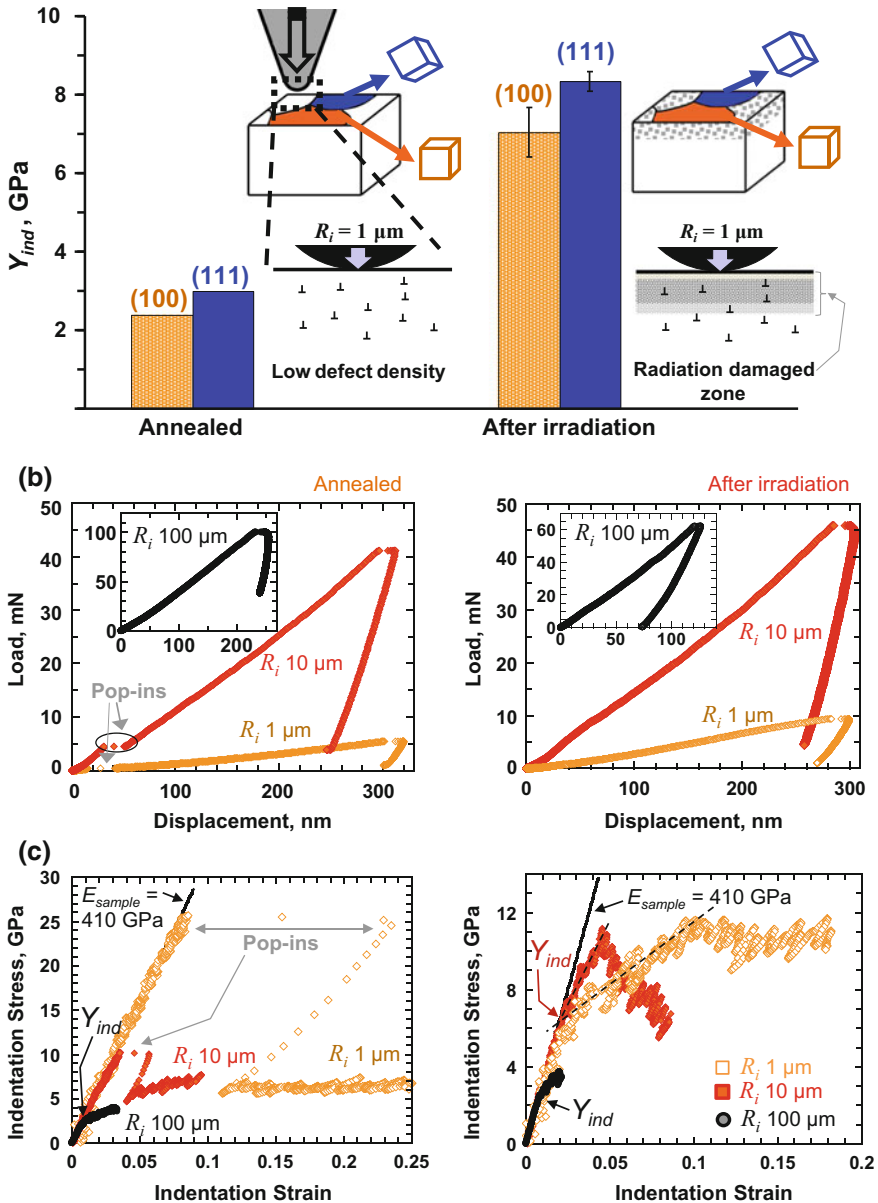 10
8
6
4
2
Y_ind, GPa
(100)
(111)
(100)
(111)
R_i = 1 μm
R_i = 1 μm
Low defect density
Radiation damaged
zone
Annealed
After irradiation
(b)
Annealed
50
40
30
20
10
0
Load, mN
100
50
0
R_i 100 μm
0 100 200
R_i 10 μm
Pop-ins
R_i 1 μm
0 100 200 300
Displacement, nm
After irradiation
50
40
30
20
10
0
Load, mN
60
40
20
0
R_i 100 μm
0 50 100
R_i 10 μm
R_i 1 μm
0 100 200 300
Displacement, nm
(c)
30
25
20
15
10
5
0
Indentation Stress, GPa
E_sample =
410 GPa
Pop-ins
Y_ind
R_i 10 μm
R_i 1 μm
R_i 100 μm
0 0.05 0.1 0.15 0.2 0.25
Indentation Strain
12
8
4
0
Indentation Stress, GPa
E_sample = 410 GPa
Y_ind
Y_ind
R_i 1 μm
R_i 10 μm
R_i 100 μm
0 0.05 0.1 0.15 0.2
Indentation Strain